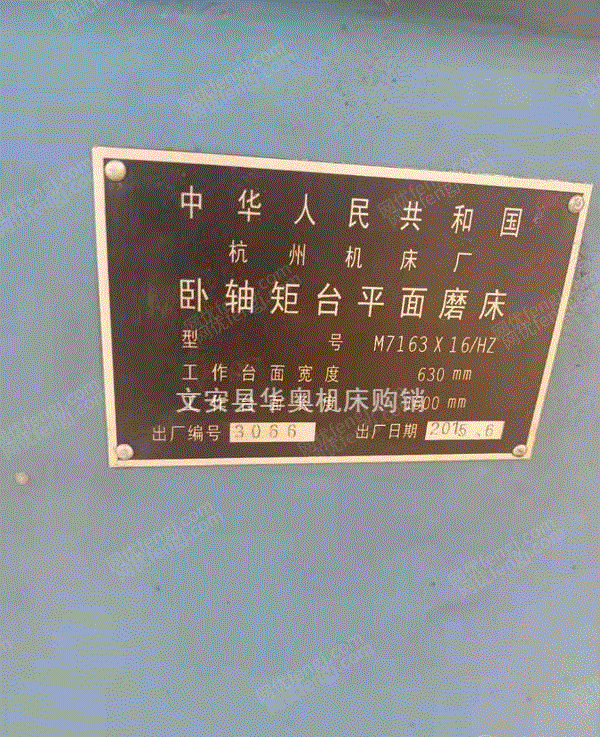 中华人民共和国
杭州机床厂
卧轴矩台平面磨床
型号 M7163X16/HZ
工作台面宽度 630mm
文安县华奥机床购销
出厂编号 3066 出厂日期 2015.6